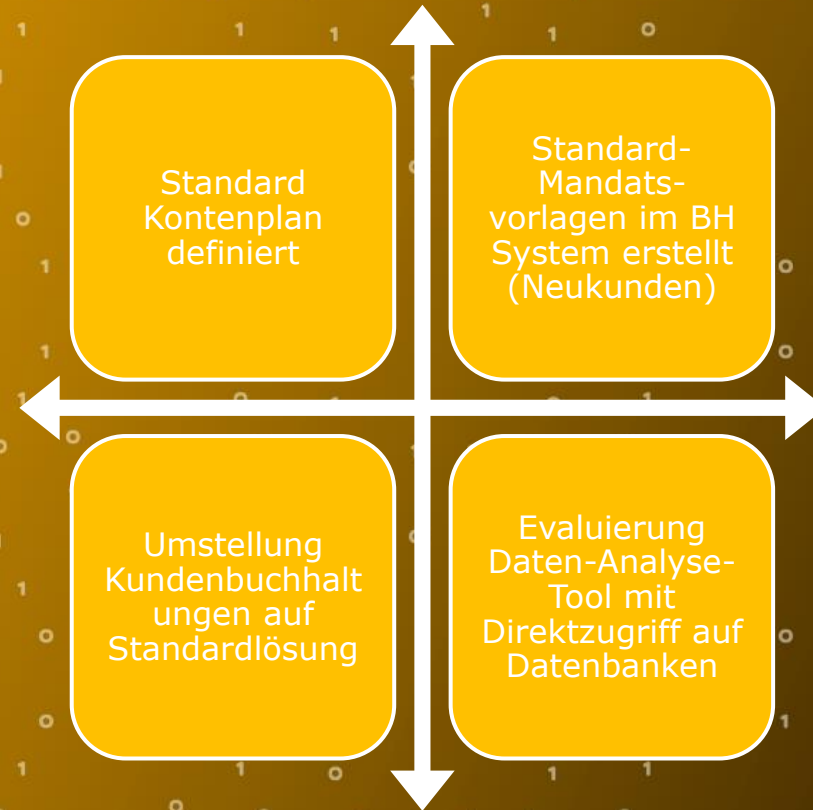 Standard
Kontenplan
definiert
Standard-
Mandats-
vorlagen im BH
System erstellt
(Neukunden)
Umstellung
Kundenbuchhalt
ungen auf
Standardlösung
Evaluierung
Daten-Analyse-
Tool mit
Direktzugriff auf
Datenbanken